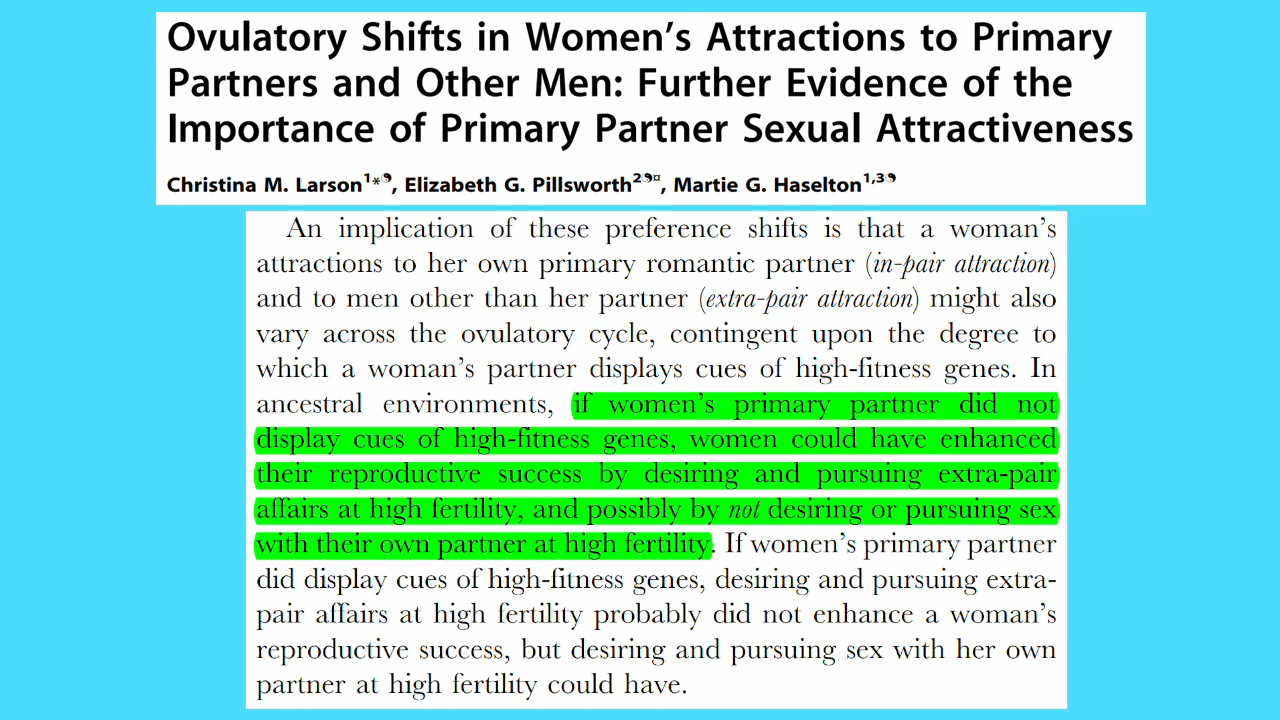 Ovulatory Shifts in Women's Attractions to Primary
Partners and Other Men: Further Evidence of the
Importance of Primary Partner Sexual Attractiveness
Christina M. Larson1*⁹, Elizabeth G. Pillsworth2⁹¤, Martie G. Haselton1,3⁹
An implication of these preference shifts is that a woman's
attractions to her own primary romantic partner (in-pair attraction)
and to men other than her partner (extra-pair attraction) might also
vary across the ovulatory cycle, contingent upon the degree to
which a woman's partner displays cues of high-fitness genes. In
ancestral environments, if women's primary partner did not
display cues of high-fitness genes, women could have enhanced
their reproductive success by desiring and pursuing extra-pair
affairs at high fertility, and possibly by not desiring or pursuing sex
with their own partner at high fertility. If women's primary partner
did display cues of high-fitness genes, desiring and pursuing extra-
pair affairs at high fertility probably did not enhance a woman's
reproductive success, but desiring and pursuing sex with her own
partner at high fertility could have.